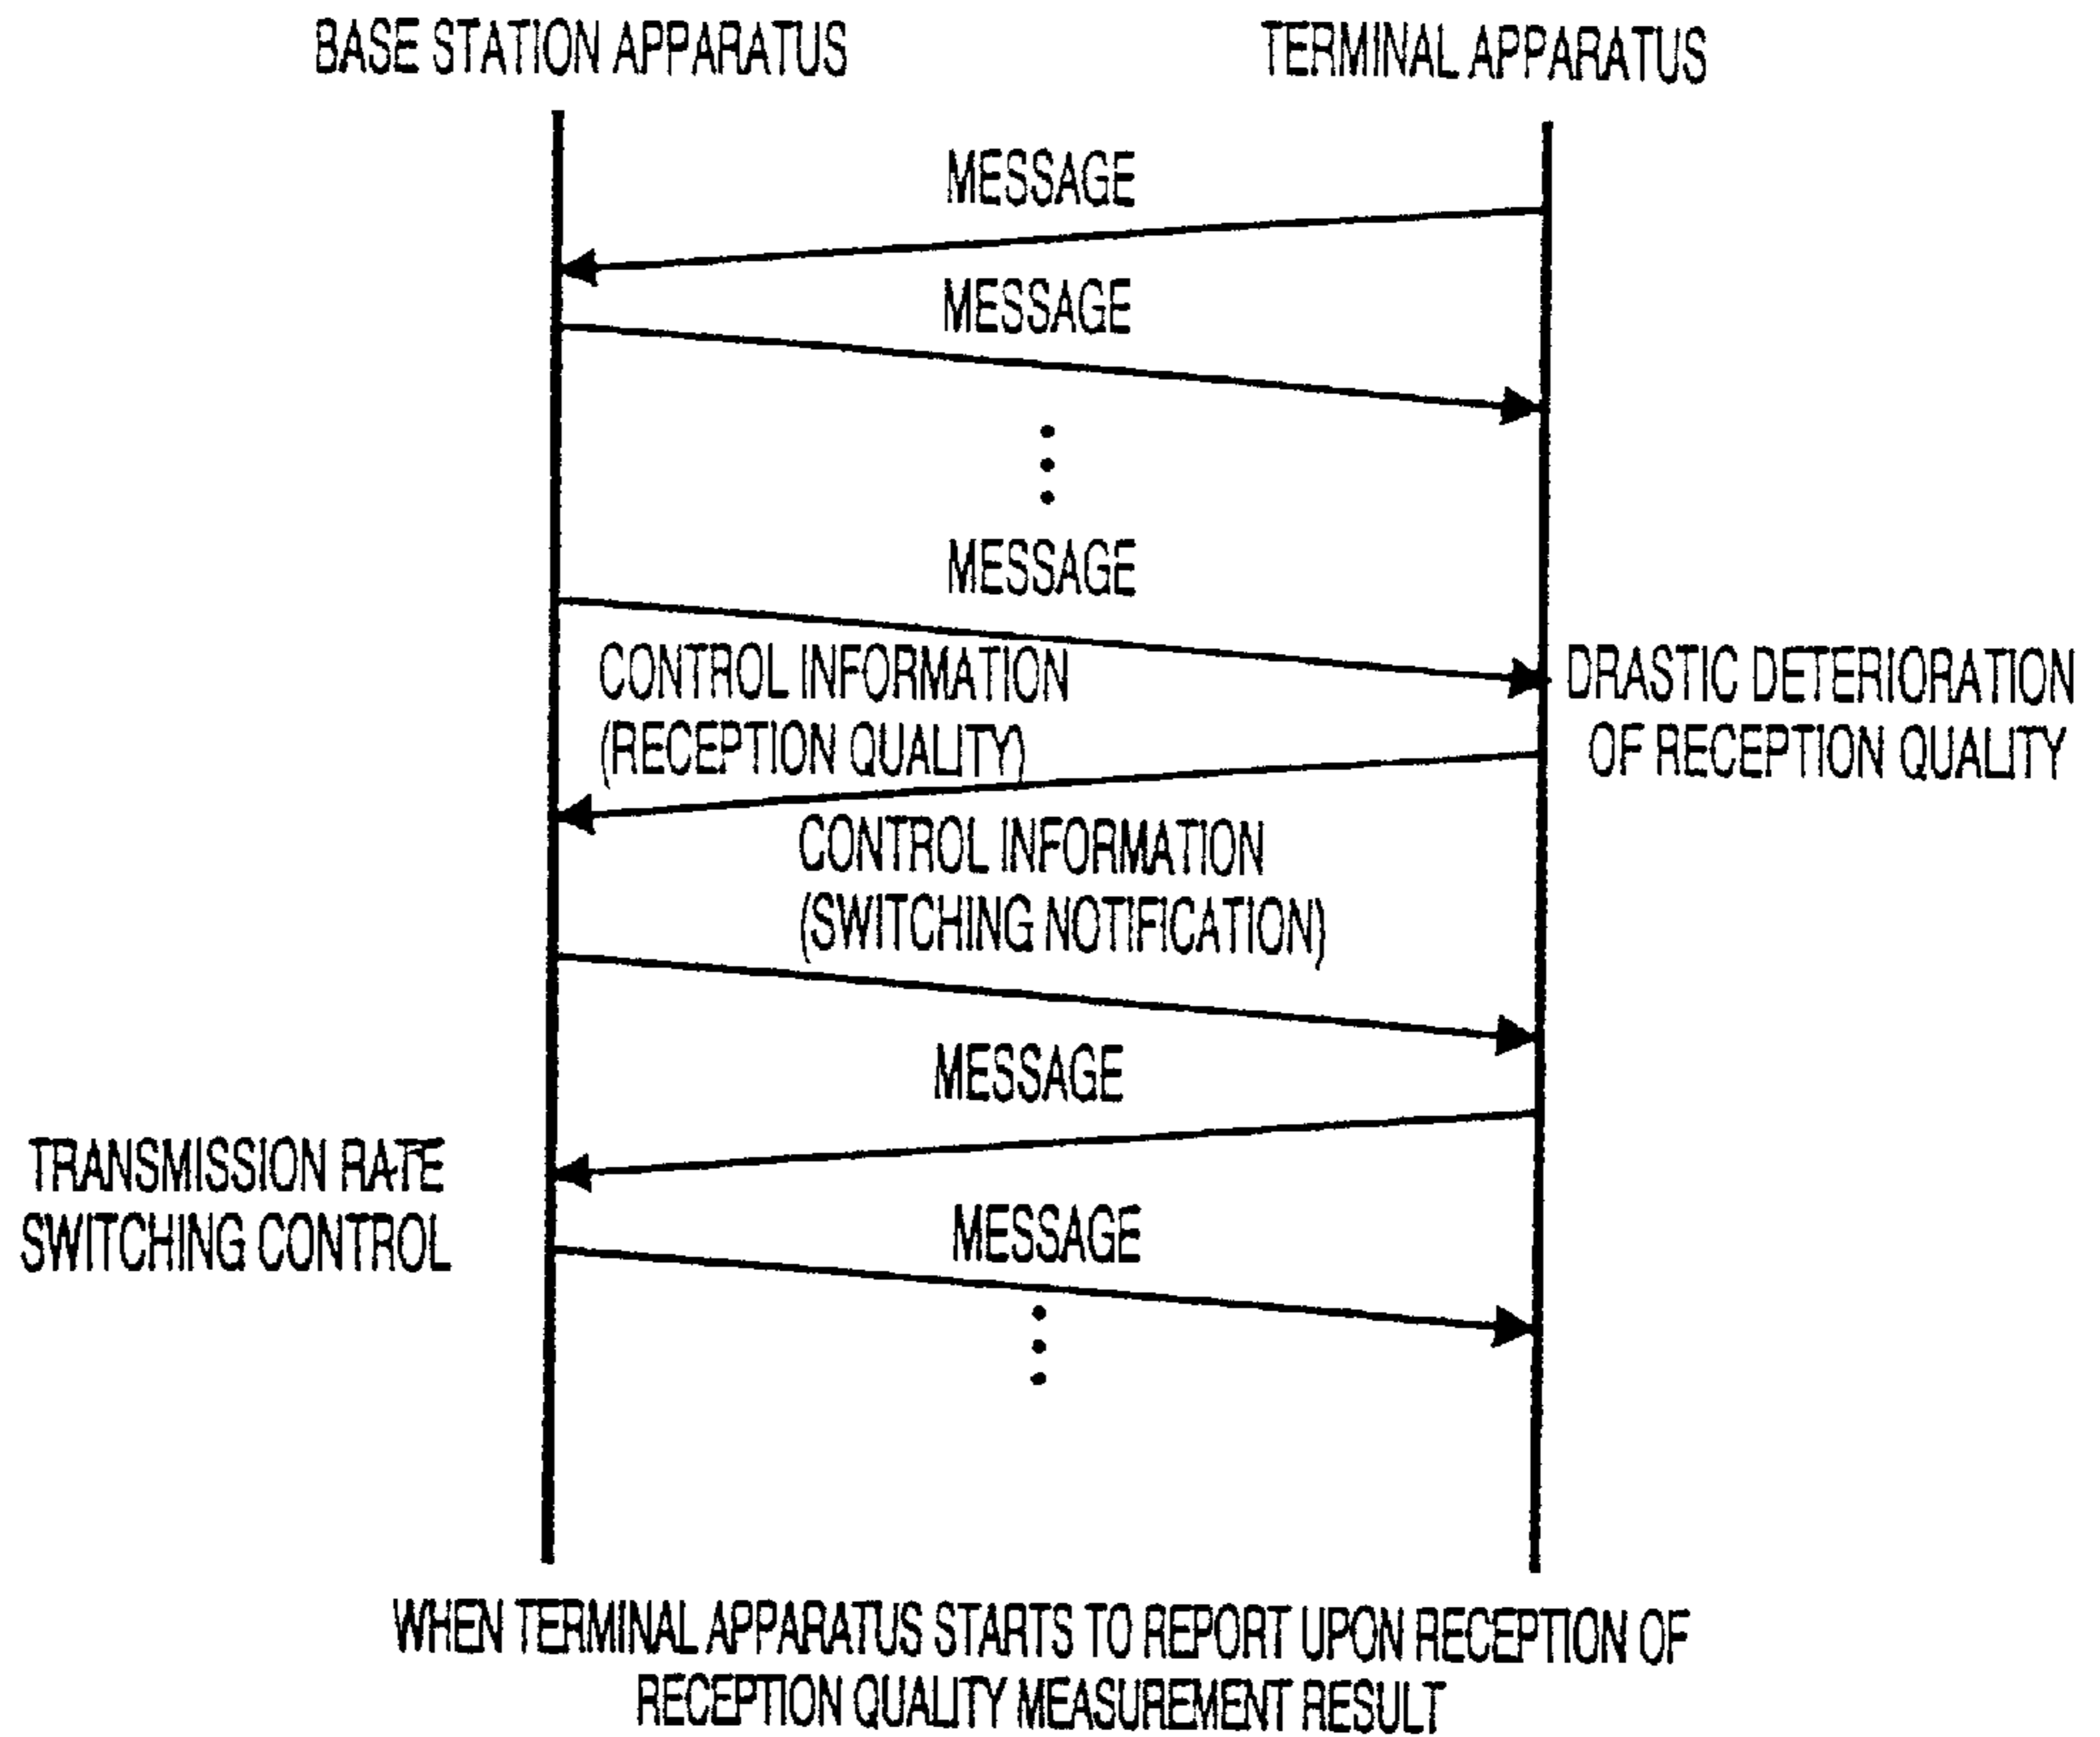 BASE STATION APPARATUS
TERMINAL APPARATUS
MESSAGE
MESSAGE
MESSAGE
CONTROL INFORMATION
(RECEPTION QUALITY)
DRASTIC DETERIORATION
OF RECEPTION QUALITY
CONTROL INFORMATION
(SWITCHING NOTIFICATION)
MESSAGE
TRANSMISSION RATE
SWITCHING CONTROL
MESSAGE
WHEN TERMINAL APPARATUS STARTS TO REPORT UPON RECEPTION OF
RECEPTION QUALITY MEASUREMENT RESULT